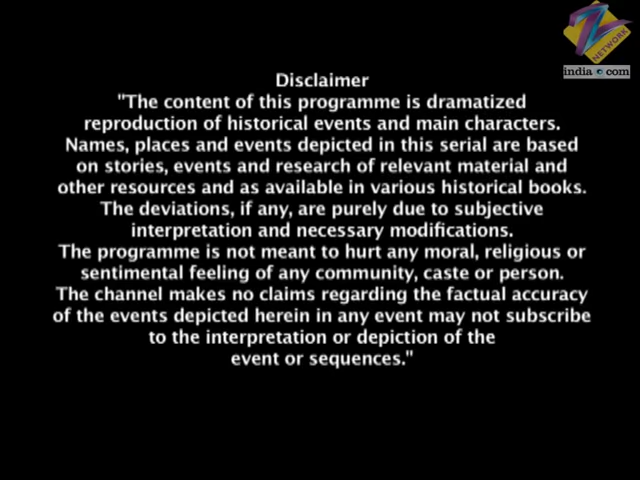 Z
NETWORK
india.com
Disclaimer
"The content of this programme is dramatized
reproduction of historical events and main characters.
Names, places and events depicted in this serial are based
on stories, events and research of relevant material and
other resources and as available in various historical books.
The deviations, if any, are purely due to subjective
interpretation and necessary modifications.
The programme is not meant to hurt any moral, religious or
sentimental feeling of any community, caste or person.
The channel makes no claims regarding the factual accuracy
of the events depicted herein in any event may not subscribe
to the interpretation or depiction of the
event or sequences."